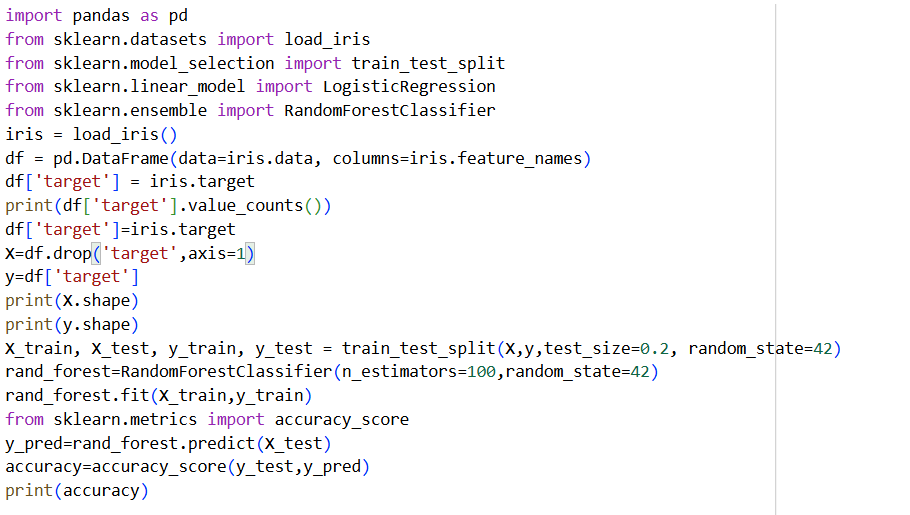 import pandas as pd
from sklearn.datasets import load_iris
from sklearn.model_selection import train_test_split
from sklearn.linear_model import LogisticRegression
from sklearn.ensemble import RandomForestClassifier
iris = load_iris()
df = pd.DataFrame(data=iris.data, columns=iris.feature_names)
df['target'] = iris.target
print(df['target'].value_counts())
df['target']=iris.target
X=df.drop('target',axis=1)
y=df['target']
print(X.shape)
print(y.shape)
X_train, X_test, y_train, y_test = train_test_split(X,y,test_size=0.2, random_state=42)
rand_forest=RandomForestClassifier(n_estimators=100,random_state=42)
rand_forest.fit(X_train,y_train)
from sklearn.metrics import accuracy_score
y_pred=rand_forest.predict(X_test)
accuracy=accuracy_score(y_test,y_pred)
print(accuracy)